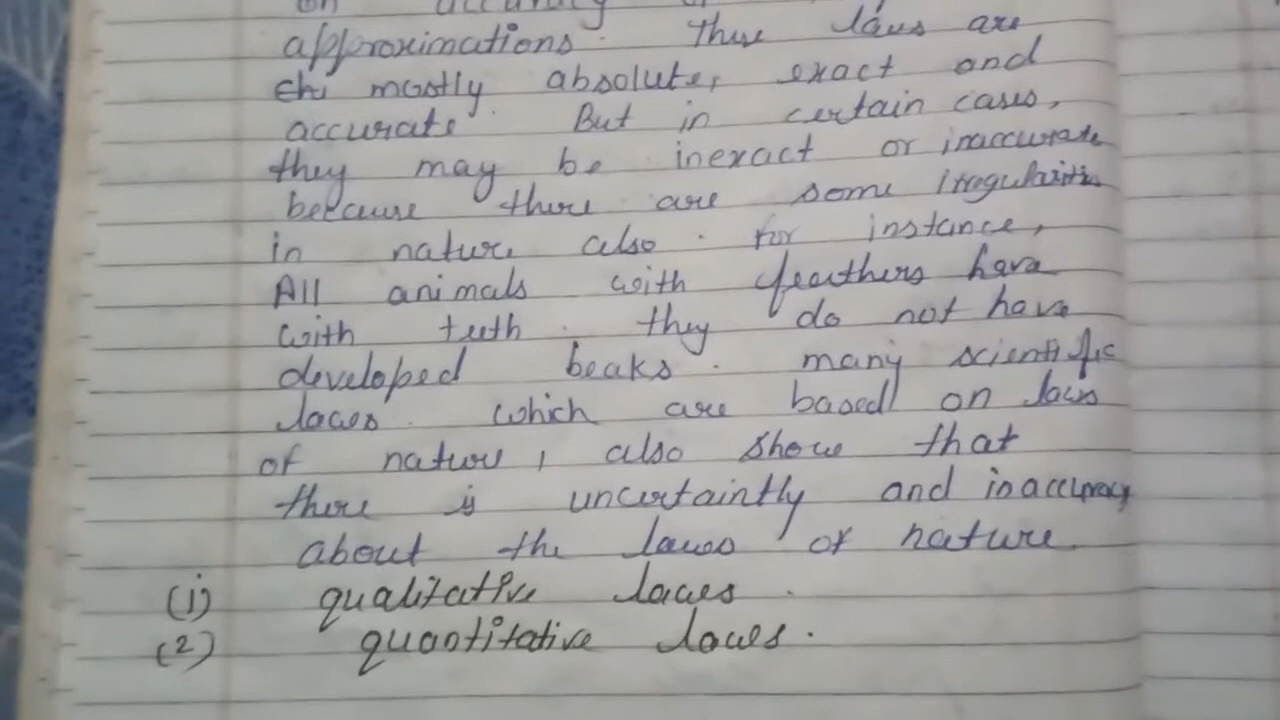 on accuracy
approximations. These laws are
mostly absolute, exact and
accurate. But in certain cases,
they may be inexact or inaccurate
because there are some irregularities
in nature also. For instance,
All animals with feathers have
with teeth. they do not have
developed beaks. many scientific
laws. which are based on laws
of nature, also show that
there is uncertaintly and inaccuracy
about the laws of nature.
(1) qualitative laws.
(2) quantitative laws.